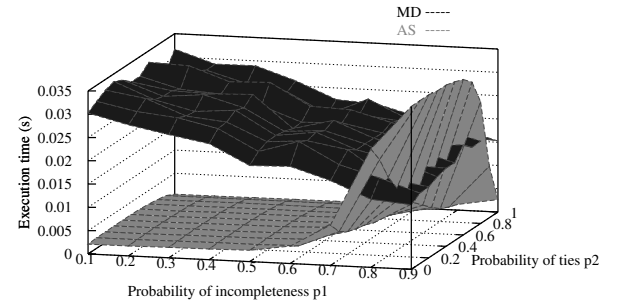 MD
AS
0.035
0.03
0.025
0.02
0.015
0.01
0.005
0
Execution time (s)
0.1 0.2 0.3 0.4 0.5 0.6 0.7 0.8 0.9
Probability of incompleteness p1
0 0.2 0.4 0.6 0.8 1
Probability of ties p2